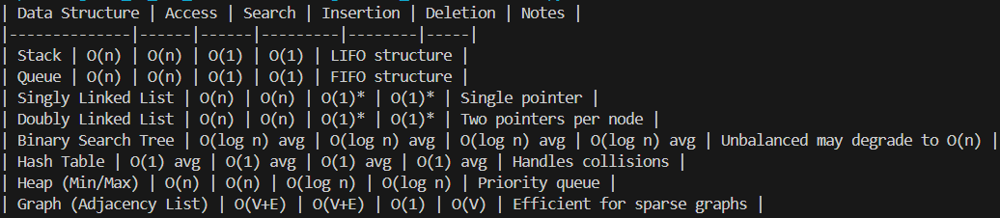 | Data Structure | Access | Search | Insertion | Deletion | Notes |
|--------------|------|------|---------|--------|-----|
| Stack | O(n) | O(n) | O(1) | O(1) | LIFO structure |
| Queue | O(n) | O(n) | O(1) | O(1) | FIFO structure |
| Singly Linked List | O(n) | O(n) | O(1)* | O(1)* | Single pointer |
| Doubly Linked List | O(n) | O(n) | O(1)* | O(1)* | Two pointers per node |
| Binary Search Tree | O(log n) avg | O(log n) avg | O(log n) avg | O(log n) avg | Unbalanced may degrade to O(n) |
| Hash Table | O(1) avg | O(1) avg | O(1) avg | O(1) avg | Handles collisions |
| Heap (Min/Max) | O(n) | O(n) | O(log n) | O(log n) | Priority queue |
| Graph (Adjacency List) | O(V+E) | O(V+E) | O(1) | O(V) | Efficient for sparse graphs |